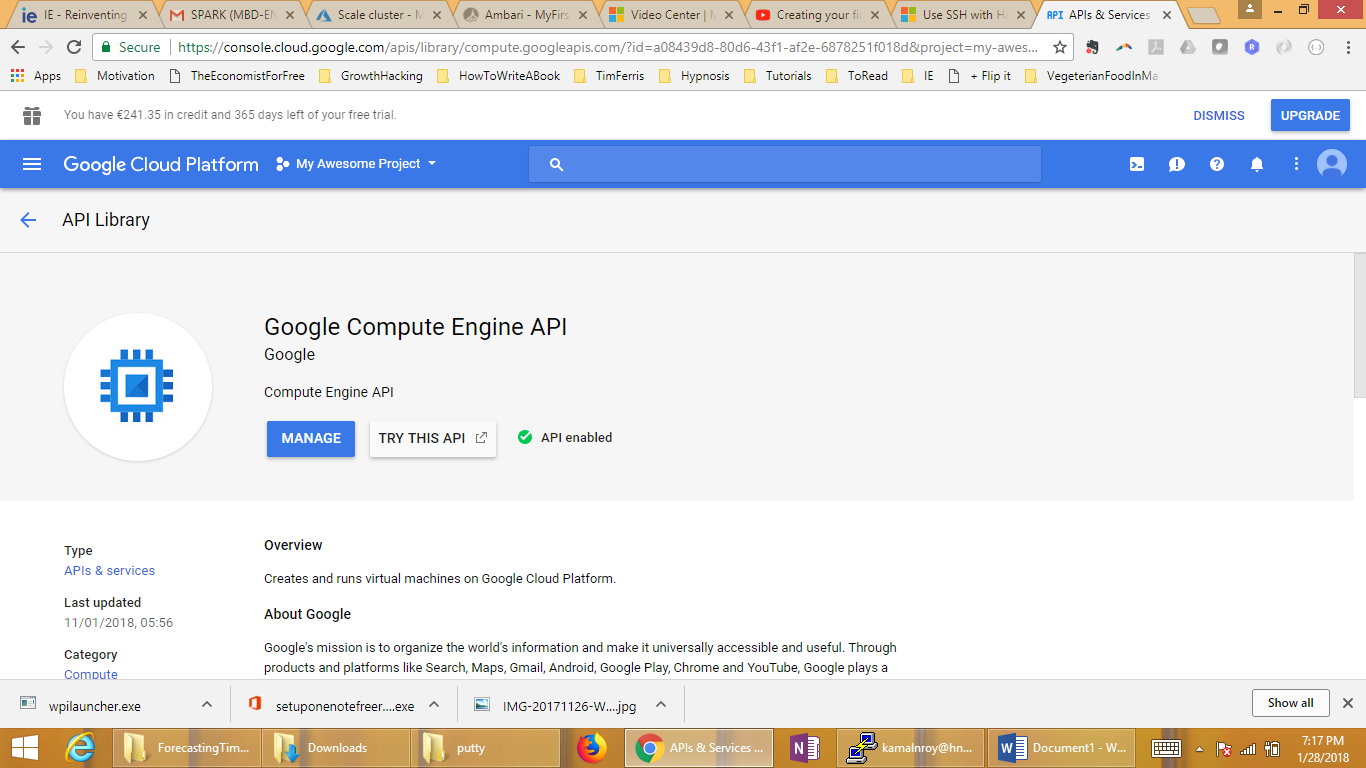 IE - Reinventing
SPARK (MBD-EN
Scale cluster - M
Ambari - MyFirs
Video Center | M
Creating your fi
Use SSH with Ha
API APIs & Services
Secure https://console.cloud.google.com/apis/library/compute.googleapis.com/?id=a08439d8-80d6-43f1-af2e-6878251f018d&project=my-awes...
Apps Motivation TheEconomistForFree GrowthHacking HowToWriteABook TimFerris Hypnosis Tutorials ToRead IE + Flip it VegeterianFoodInMa
You have €241.35 in credit and 365 days left of your free trial. DISMISS UPGRADE
Google Cloud Platform My Awesome Project
API Library
Google Compute Engine API
Google
Compute Engine API
MANAGE TRY THIS API API enabled
Type
APIs & services
Last updated
11/01/2018, 05:56
Category
Compute
Overview
Creates and runs virtual machines on Google Cloud Platform.
About Google
Google's mission is to organize the world's information and make it universally accessible and useful. Through
products and platforms like Search, Maps, Gmail, Android, Google Play, Chrome and YouTube, Google plays a
wpilauncher.exe setuponenotefreer....exe IMG-20171126-W....jpg Show all
ForecastingTim... Downloads putty APIs & Services ... kamalnroy@hn... Document1 - W... 7:17 PM
1/28/2018